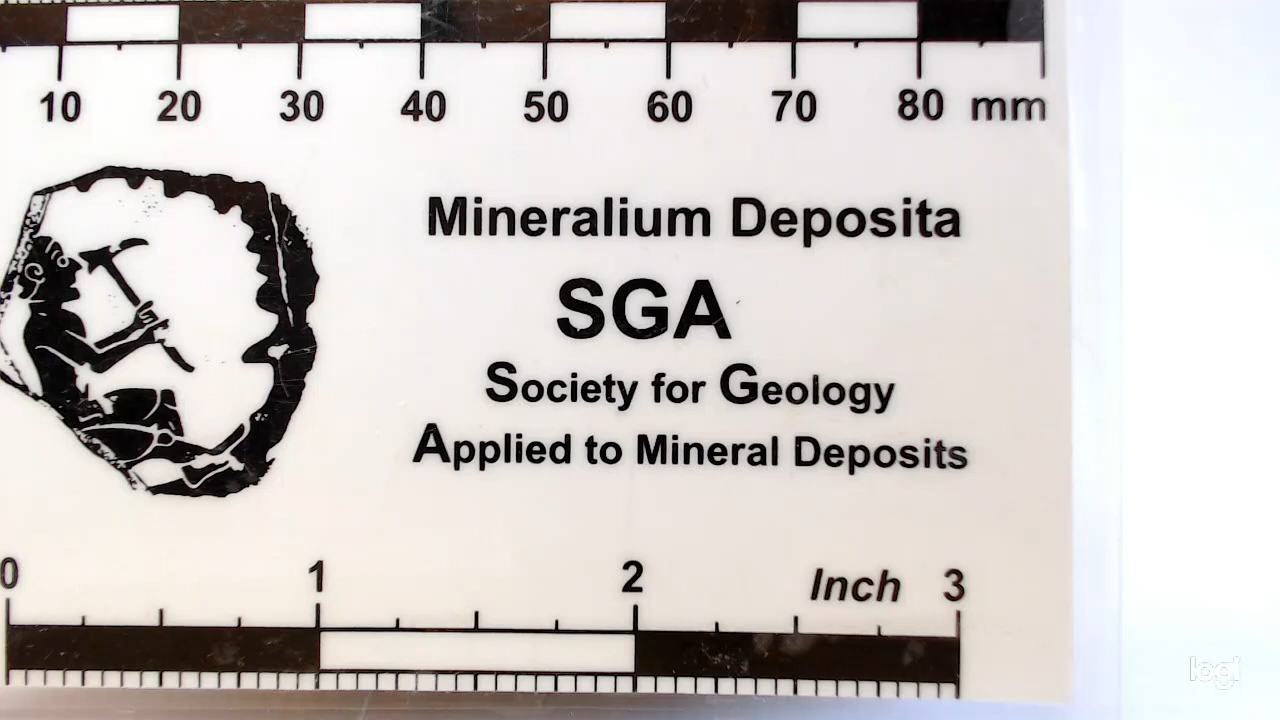 10 20 30 40 50 60 70 80 mm
Mineralium Deposita
SGA
Society for Geology
Applied to Mineral Deposits
0 1 2 Inch 3
logi